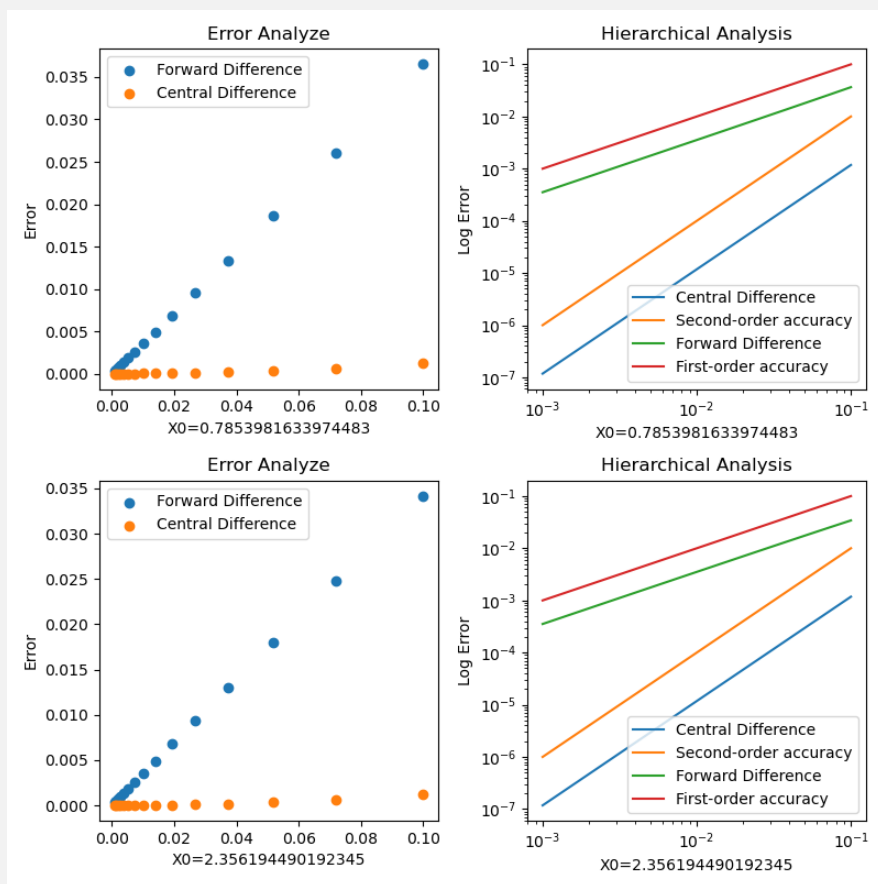 Error Analyze
Forward Difference
Central Difference
0.035
0.030
0.025
0.020
0.015
0.010
0.005
0.000
Error
0.00 0.02 0.04 0.06 0.08 0.10
X0=0.7853981633974483
Hierarchical Analysis
10⁻¹
10⁻²
10⁻³
10⁻⁴
10⁻⁵
10⁻⁶
10⁻⁷
Log Error
Central Difference
Second-order accuracy
Forward Difference
First-order accuracy
10⁻³ 10⁻² 10⁻¹
X0=0.7853981633974483
Error Analyze
Forward Difference
Central Difference
0.035
0.030
0.025
0.020
0.015
0.010
0.005
0.000
Error
0.00 0.02 0.04 0.06 0.08 0.10
X0=2.356194490192345
Hierarchical Analysis
10⁻¹
10⁻²
10⁻³
10⁻⁴
10⁻⁵
10⁻⁶
10⁻⁷
Log Error
Central Difference
Second-order accuracy
Forward Difference
First-order accuracy
10⁻³ 10⁻² 10⁻¹
X0=2.356194490192345